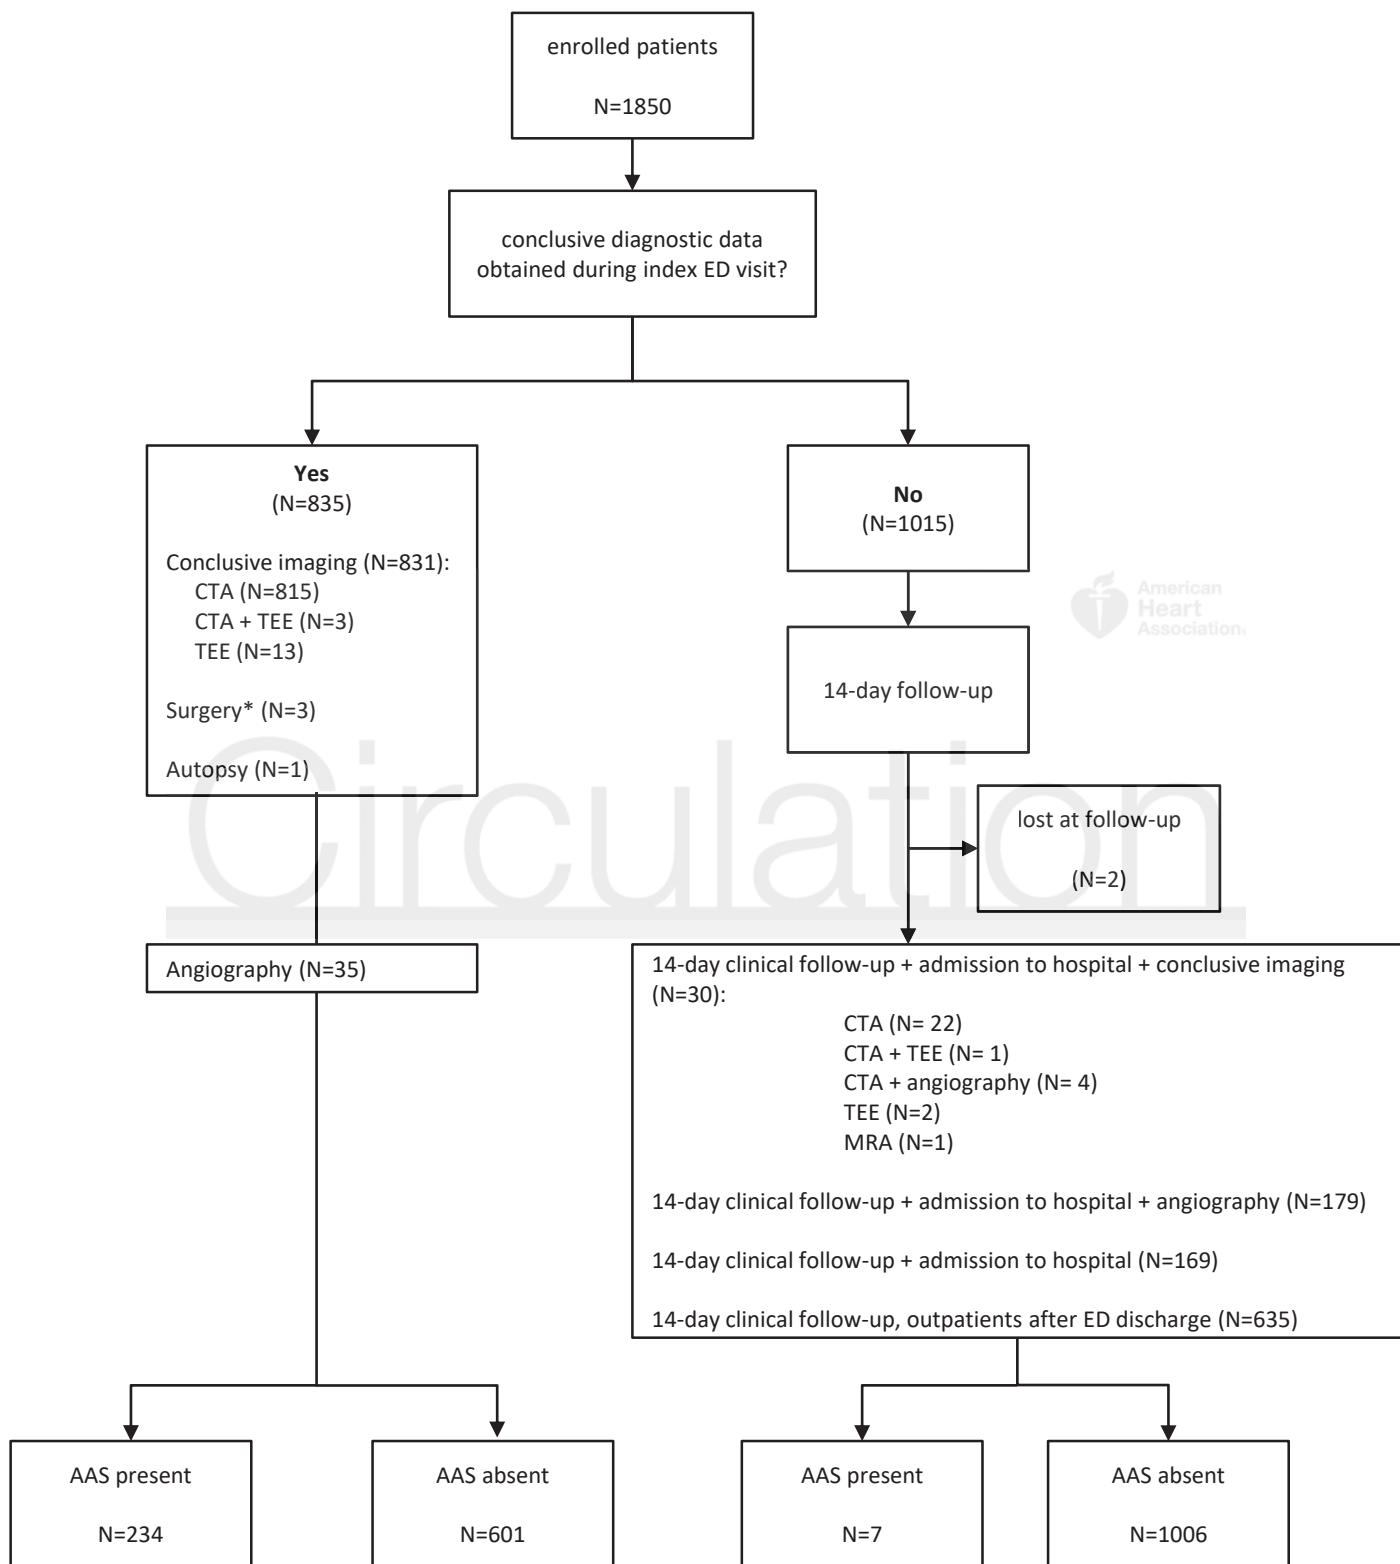 enrolled patients
N=1850
conclusive diagnostic data
obtained during index ED visit?
Yes
(N=835)
Conclusive imaging (N=831):
CTA (N=815)
CTA + TEE (N=3)
TEE (N=13)
Surgery* (N=3)
Autopsy (N=1)
No
(N=1015)
American
Heart
Association®
14-day follow-up
Circulation
lost at follow-up
(N=2)
Angiography (N=35)
14-day clinical follow-up + admission to hospital + conclusive imaging
(N=30):
CTA (N= 22)
CTA + TEE (N= 1)
CTA + angiography (N= 4)
TEE (N=2)
MRA (N=1)
14-day clinical follow-up + admission to hospital + angiography (N=179)
14-day clinical follow-up + admission to hospital (N=169)
14-day clinical follow-up, outpatients after ED discharge (N=635)
AAS present
N=234
AAS absent
N=601
AAS present
N=7
AAS absent
N=1006